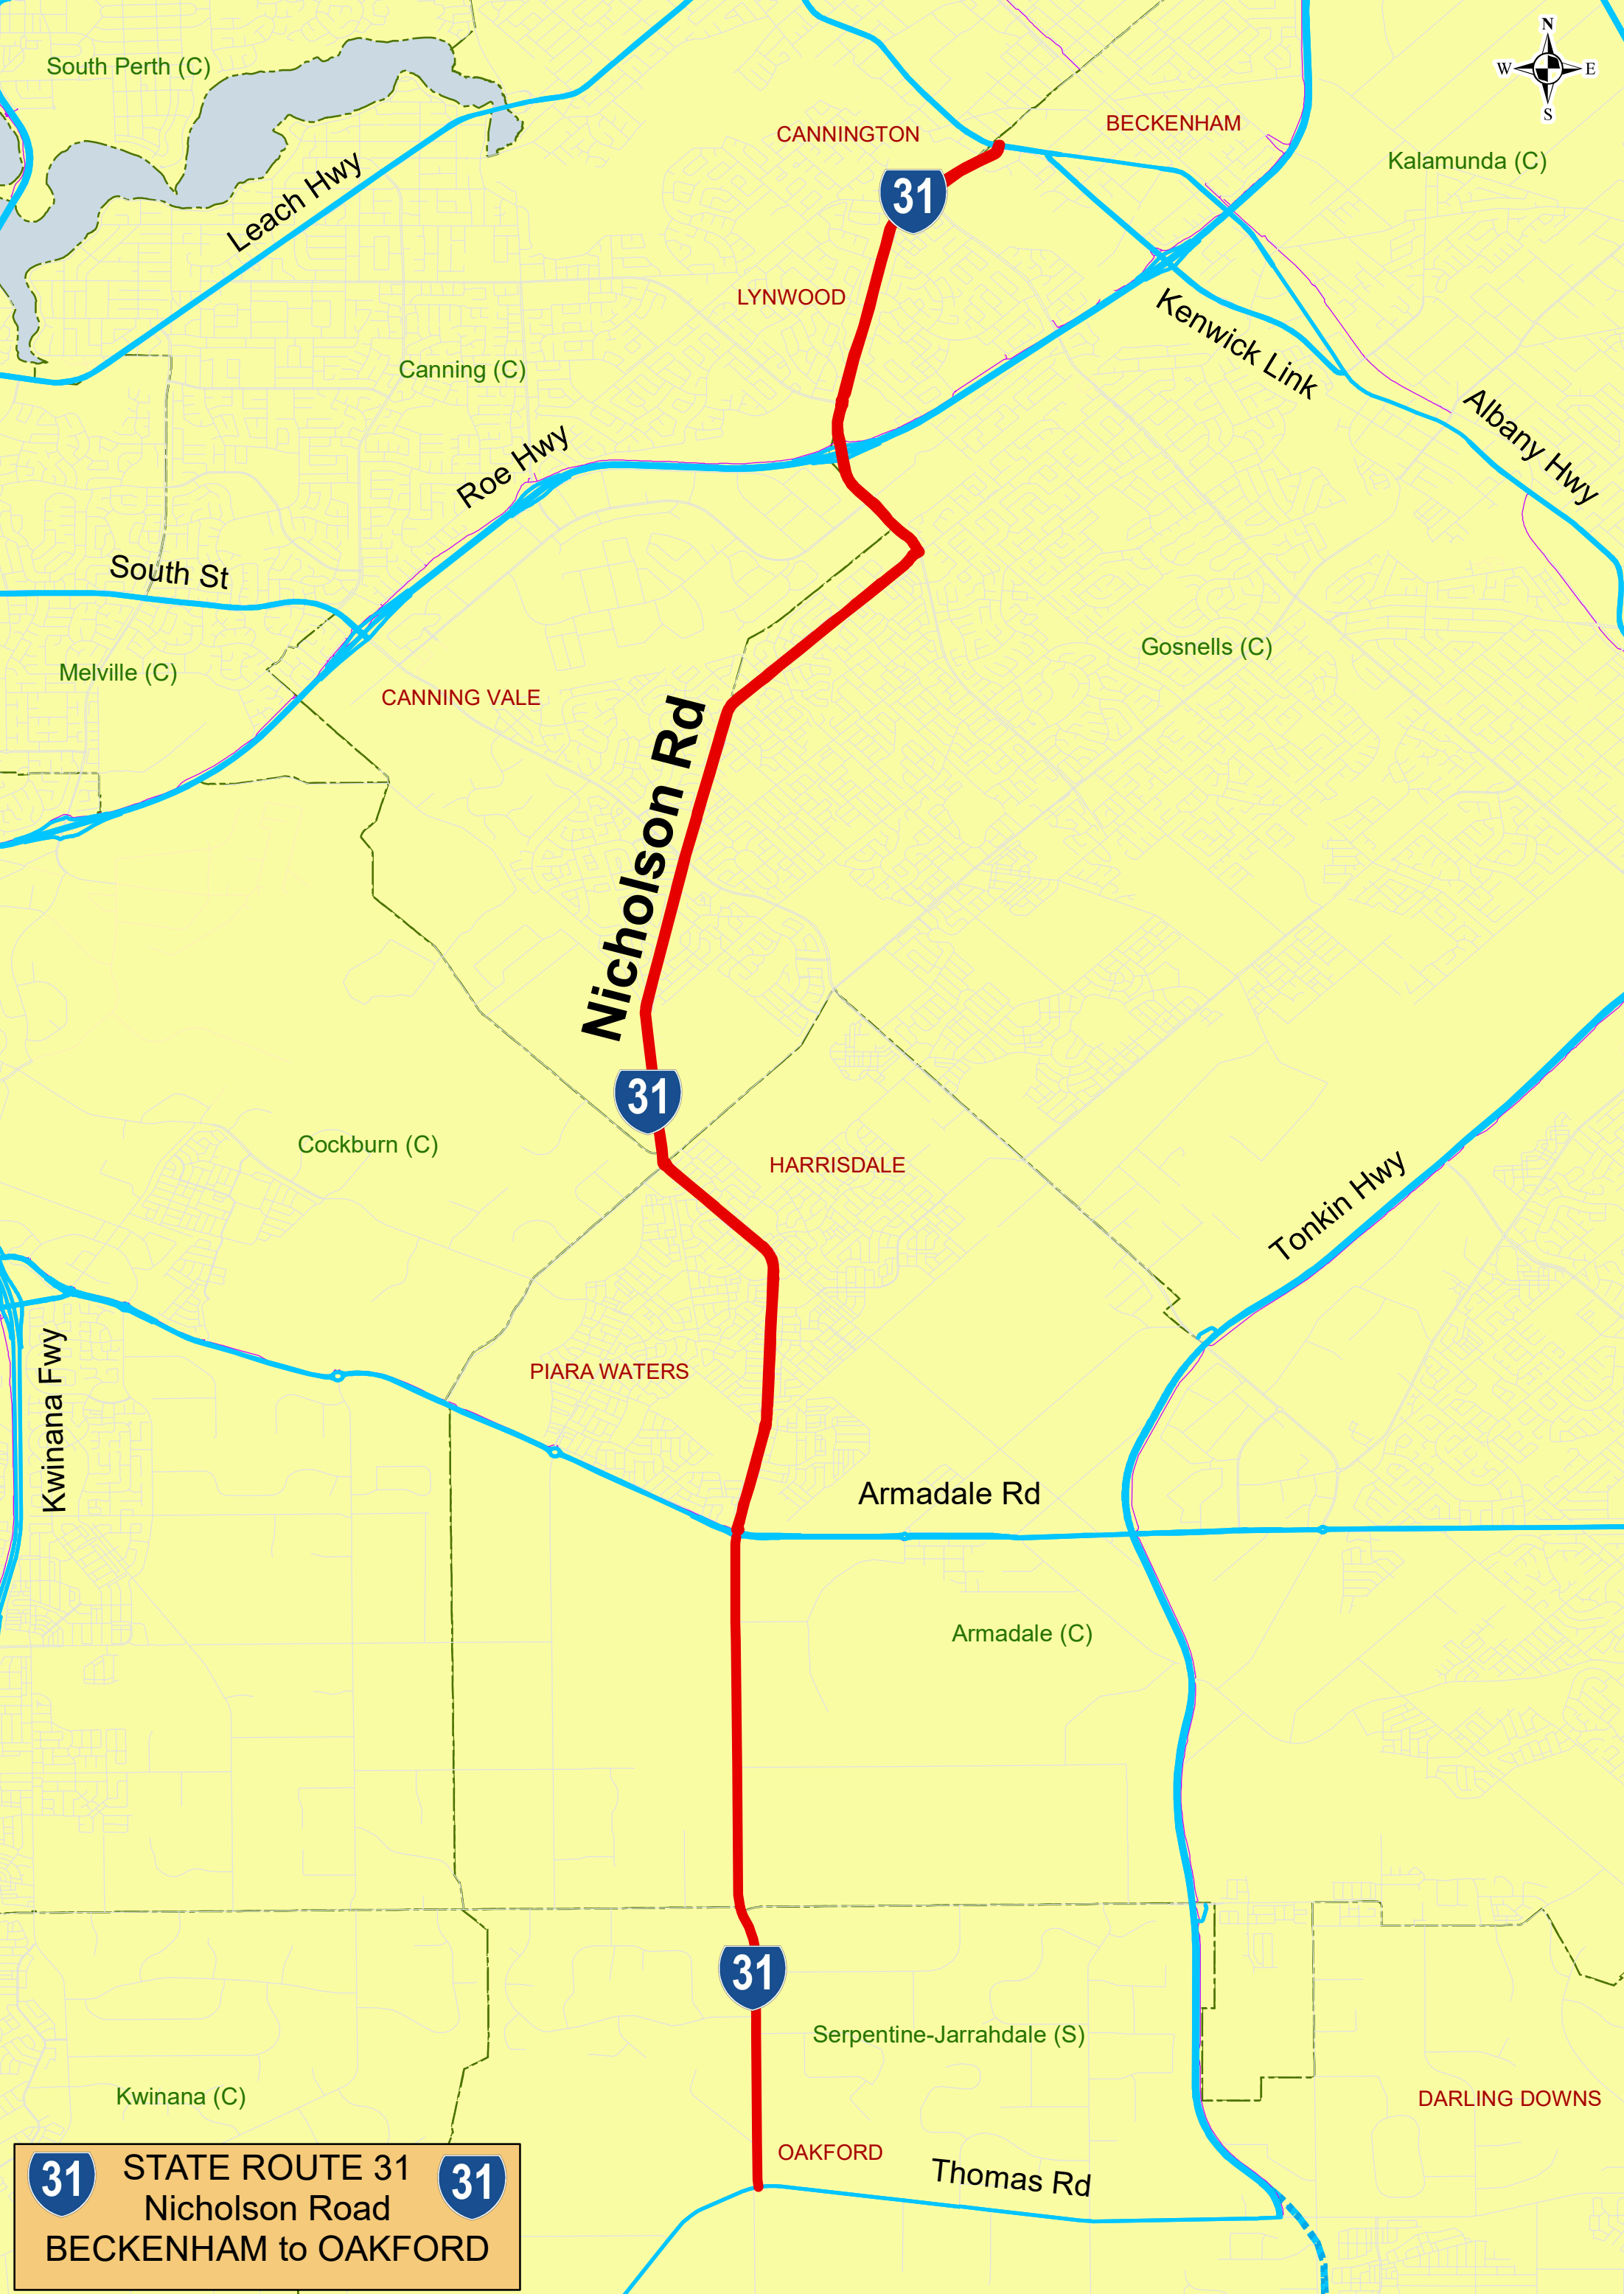 N
W E
S
South Perth (C)
CANNINGTON
BECKENHAM
Kalamunda (C)
31
Leach Hwy
LYNWOOD
Kenwick Link
Canning (C)
Albany Hwy
Roe Hwy
South St
Gosnells (C)
Melville (C)
CANNING VALE
Nicholson Rd
31
Cockburn (C)
HARRISDALE
Tonkin Hwy
Kwinana Fwy
PIARA WATERS
Armadale Rd
Armadale (C)
31
Serpentine-Jarrahdale (S)
Kwinana (C)
DARLING DOWNS
OAKFORD
Thomas Rd
31 STATE ROUTE 31 31
Nicholson Road
BECKENHAM to OAKFORD